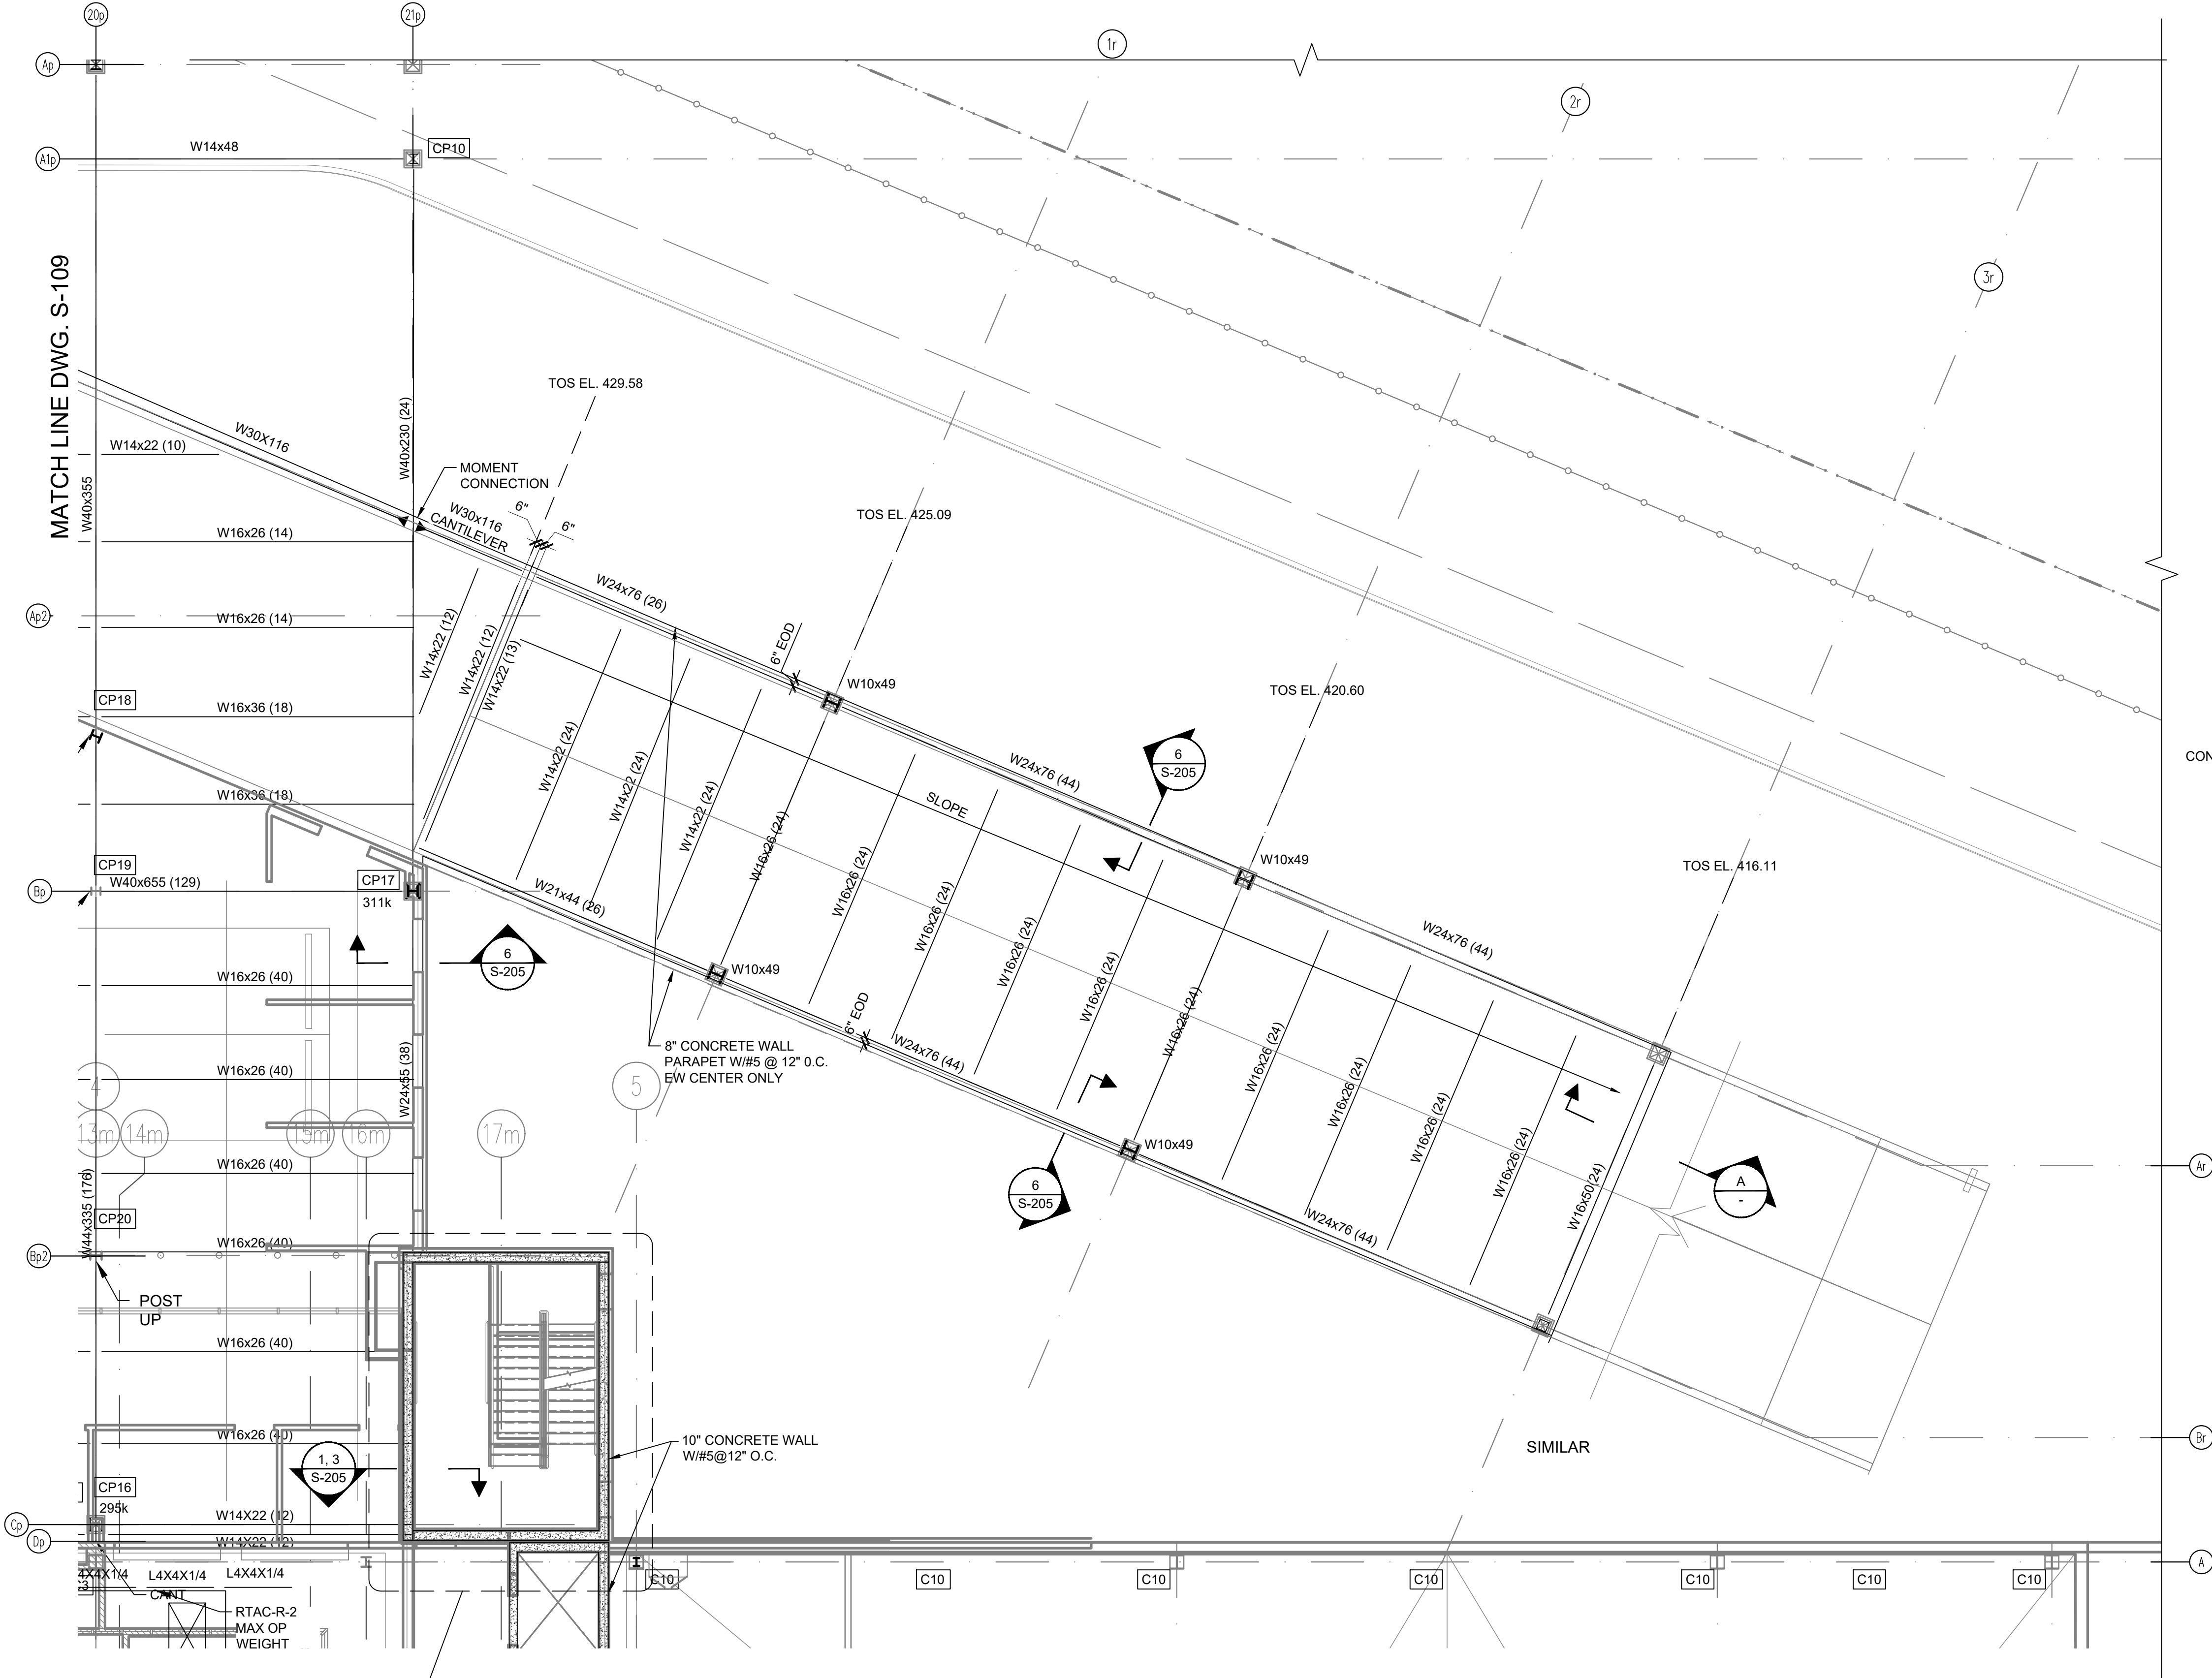 20p
21p
1r
2r
3r
Ap
A1p
W14x48
CP10
MATCH LINE DWG. S-109
W30X116
W14x22 (10)
W40x355
W40x230 (24)
MOMENT
CONNECTION
W30x116
CANTILEVER
6"
6"
TOS EL. 429.58
TOS EL. 425.09
TOS EL. 420.60
TOS EL. 416.11
W16x26 (14)
Ap2
W16x26 (14)
W14x22 (12)
W14x22 (12)
W14x22 (13)
W24x76 (26)
6" EOD
W10x49
CP18
W16x36 (18)
W16x36 (18)
W14x22 (24)
W14x22 (24)
W14x22 (24)
W16x26 (24)
W16x26 (24)
W16x26 (24)
W16x26 (24)
W16x26 (24)
W16x26 (24)
W16x26 (24)
W16x26 (24)
W16x26 (24)
W16x26 (24)
W16x50(24)
SLOPE
W24x76 (44)
6
S-205
CON
W10x49
W24x76 (44)
CP19
Bp
W40x655 (129)
CP17
311k
W21x44 (26)
6
S-205
W10x49
6" EOD
W24x76 (44)
W16x26 (40)
8" CONCRETE WALL
PARAPET W/#5 @ 12" 0.C.
EW CENTER ONLY
W24x55 (38)
W16x26 (40)
4
5
13m
14m
15m
16m
17m
W10x49
6
S-205
A
-
Ar
W16x26 (40)
W44x335 (176)
CP20
Bp2
W16x26 (40)
W24x76 (44)
POST
UP
W16x26 (40)
W16x26 (40)
10" CONCRETE WALL
W/#5@12" O.C.
SIMILAR
Br
1, 3
S-205
CP16
295k
Cp
W14X22 (12)
Dp
W14X22 (12)
A
4X4X1/4
L4X4X1/4
L4X4X1/4
CANT
C10
C10
C10
C10
C10
C10
C10
RTAC-R-2
MAX OP
WEIGHT